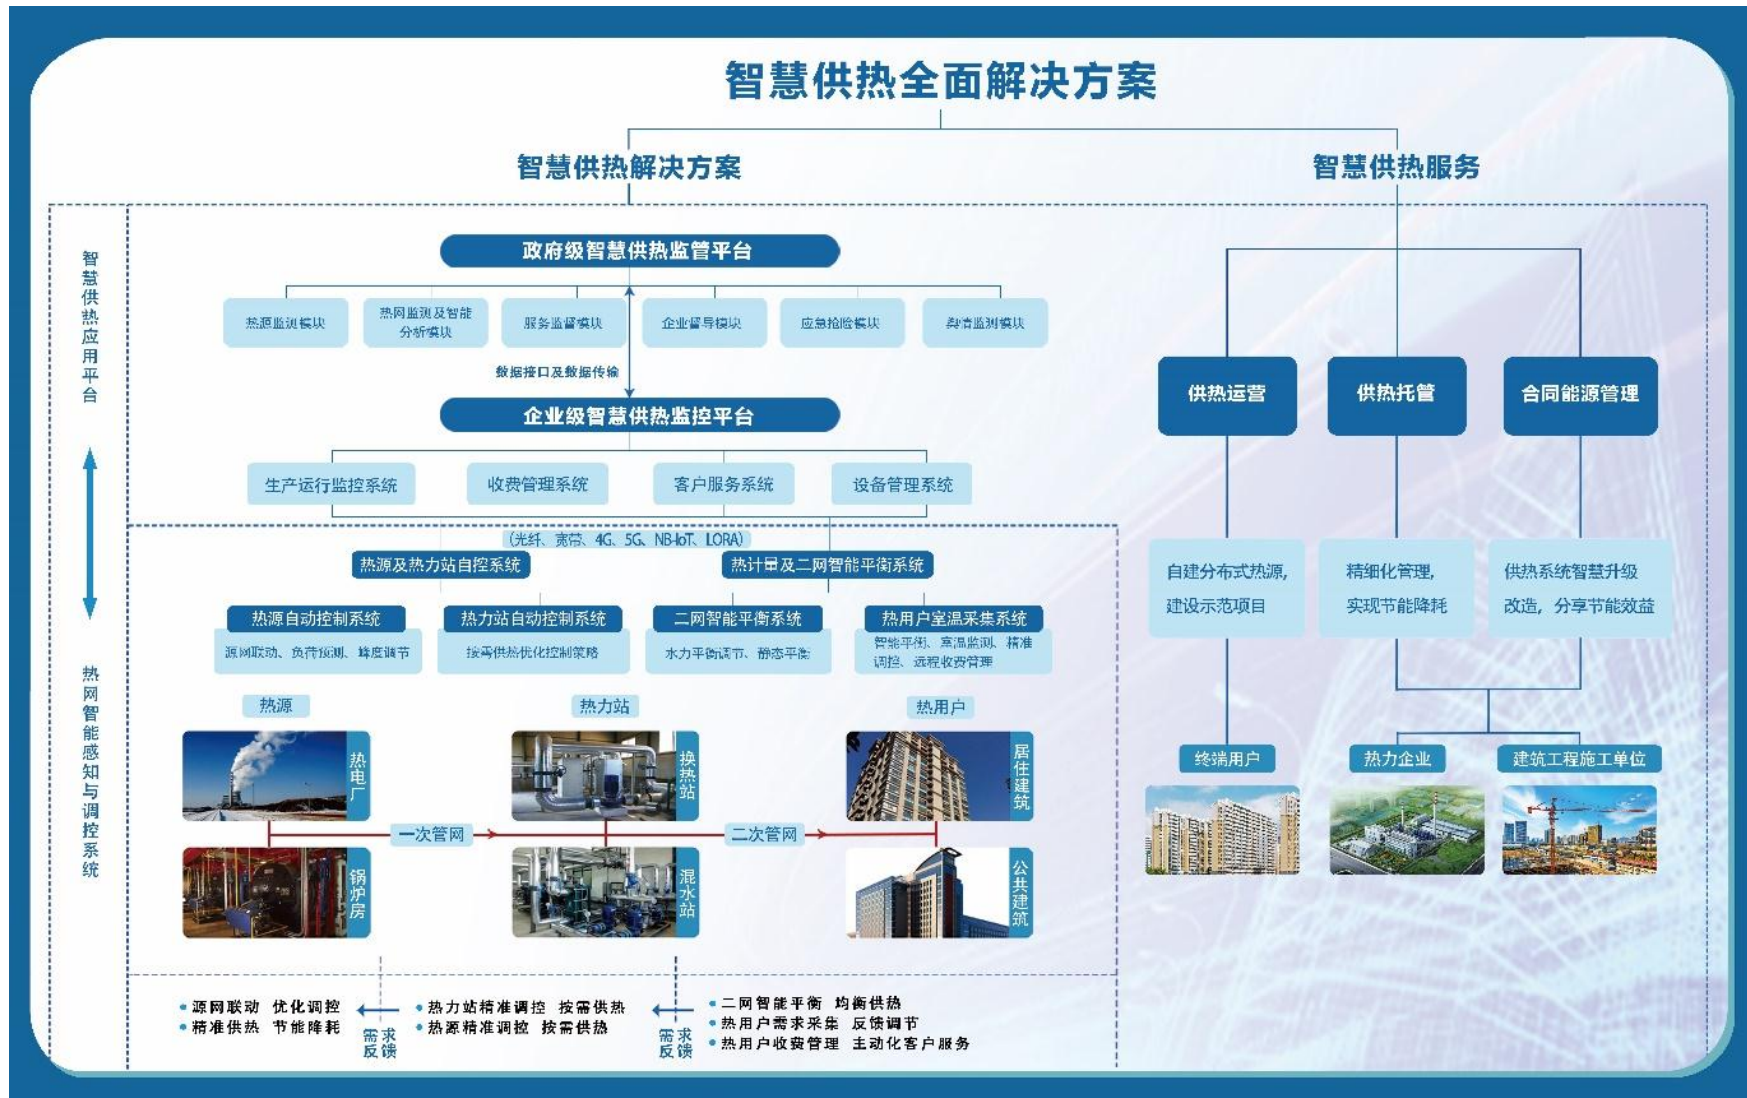 智慧供热全面解决方案
智慧供热解决方案
智慧供热服务
智慧供热应用平台
热网智能感知与调控系统
政府级智慧供热监管平台
热源监测模块
热网监测及智能
分析模块
服务监督模块
企业督导模块
应急抢险模块
舆情监测模块
数据接口及数据传输
企业级智慧供热监控平台
生产运行监控系统
收费管理系统
客户服务系统
设备管理系统
(光纤、宽带、4G、5G、NB-IoT、LORA)
热源及热力站自控系统
热计量及二网智能平衡系统
热源自动控制系统
源网联动、负荷预测、蜂度调节
热力站自动控制系统
按需供热优化控制策略
二网智能平衡系统
水力平衡调节、静态平衡
热用户室温采集系统
智能平衡、室温监测、精准
调控、远程收费管理
热源
热力站
热用户
热电厂
换热站
居住建筑
一次管网
二次管网
锅炉房
混水站
公共建筑
源网联动 优化调控
精准供热 节能降耗
需求
反馈
热力站精准调控 按需供热
热源精准调控 按需供热
需求
反馈
二网智能平衡 均衡供热
热用户需求采集 反馈调节
热用户收费管理 主动化客户服务
供热运营
供热托管
合同能源管理
自建分布式热源,
建设示范项目
精细化管理,
实现节能降耗
供热系统智慧升级
改造，分享节能效益
终端用户
热力企业
建筑工程施工单位